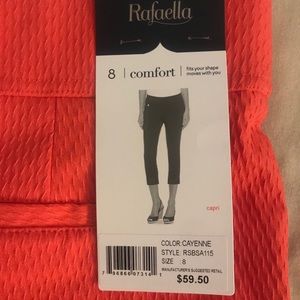 Rafaella
8 | comfort | fits your shape
moves with you
capri
COLOR: CAYENNE
STYLE: RSBSA115
SIZE : 8
MANUFACTURER'S SUGGESTED RETAIL
$59.50